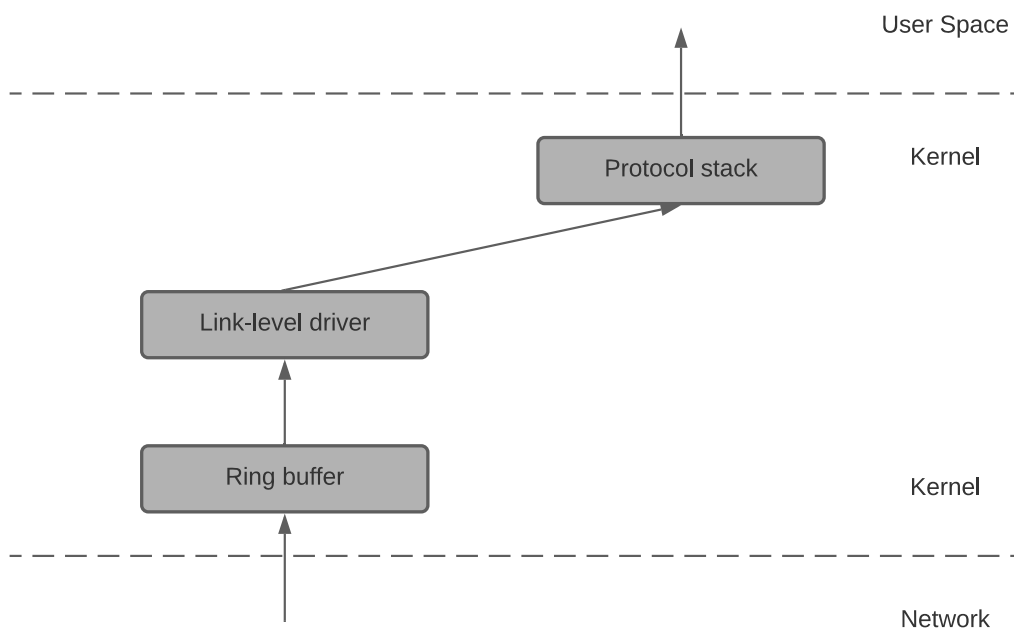 User Space
Kernel
Protocol stack
Link-level driver
Ring buffer
Kernel
Network